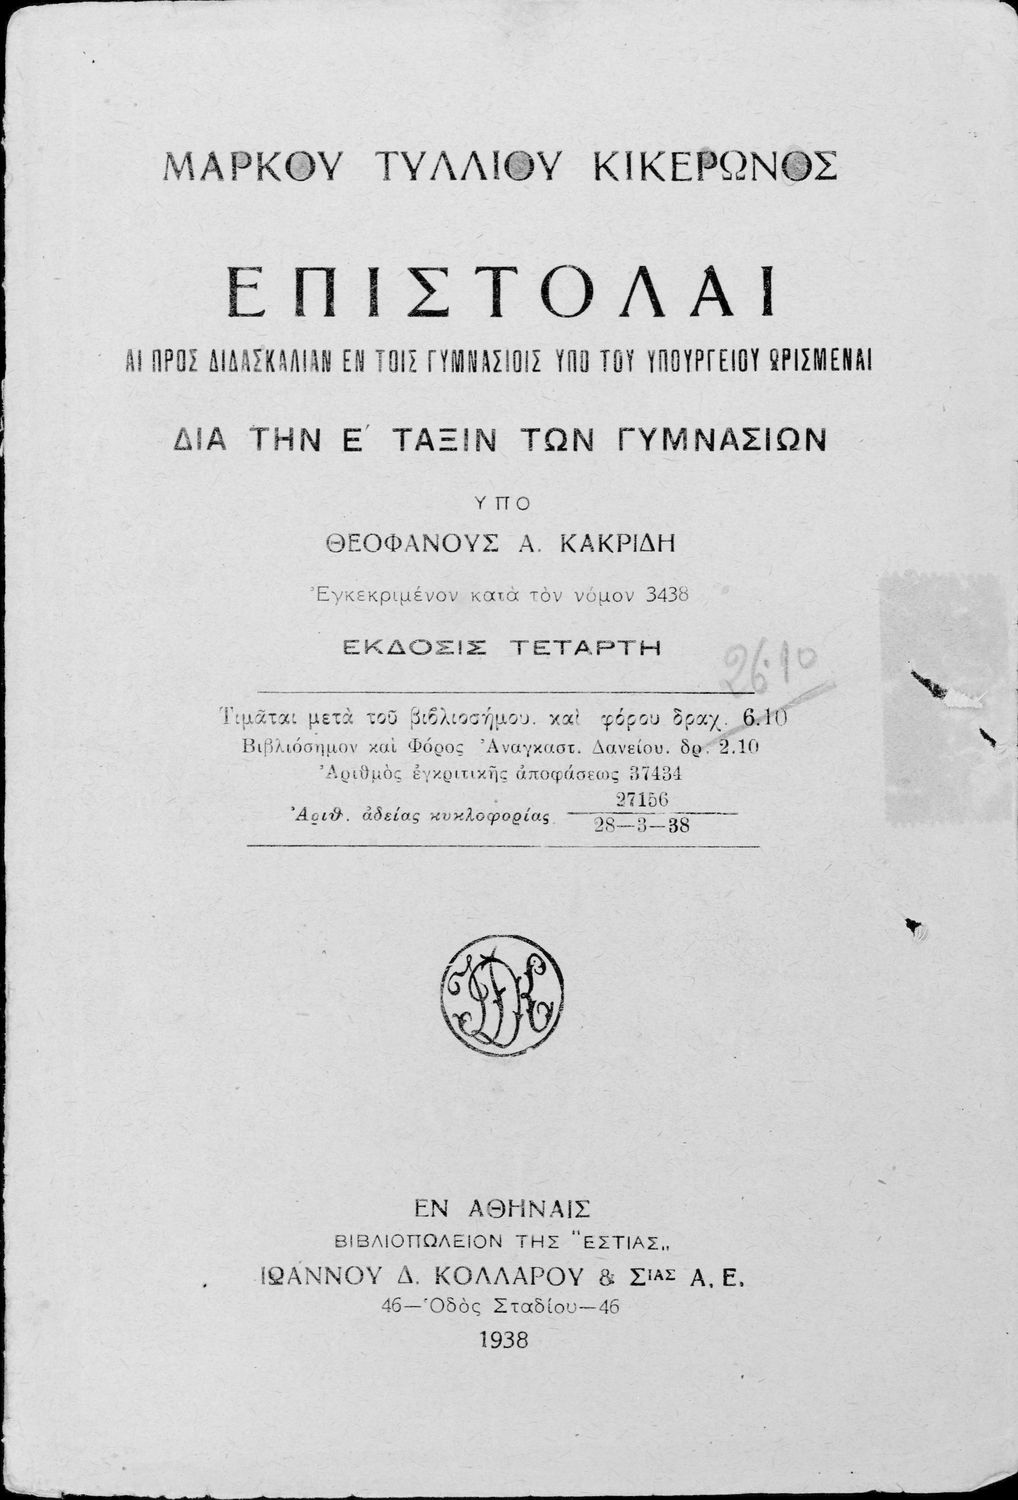 ΜΑΡΚΟΥ ΤΥΛΛΙΟΥ ΚΙΚΕΡΩΝΟΣ
ΕΠΙΣΤΟΛΑΙ
ΑΙ ΠΡΟΣ ΔΙΔΑΣΚΑΛΙΑΝ ΕΝ ΤΟΙΣ ΓΥΜΝΑΣΙΟΙΣ ΥΠΟ ΤΟΥ ΥΠΟΥΡΓΕΙΟΥ ΩΡΙΣΜΕΝΑΙ
ΔΙΑ ΤΗΝ Ε΄ ΤΑΞΙΝ ΤΩΝ ΓΥΜΝΑΣΙΩΝ
ΥΠΟ
ΘΕΟΦΑΝΟΥΣ Α. ΚΑΚΡΙΔΗ
Ἐγκεκριμένον κατὰ τὸν νόμον 3438
ΕΚΔΟΣΙΣ ΤΕΤΑΡΤΗ
26.10
Τιμᾶται μετὰ τοῦ βιβλιοσήμου. καὶ φόρου δραχ. 6.10
Βιβλιόσημον καὶ Φόρος Ἀναγκαστ. Δανείου. δρ. 2.10
Ἀριθμὸς ἐγκριτικῆς ἀποφάσεως 37434
27156
Ἀριθ. ἀδείας κυκλοφορίας
28—3—38
ΙΔΚ
ΕΝ ΑΘΗΝΑΙΣ
ΒΙΒΛΙΟΠΩΛΕΙΟΝ ΤΗΣ "ΕΣΤΙΑΣ„
ΙΩΑΝΝΟΥ Δ. ΚΟΛΛΑΡΟΥ & ΣΙΑΣ Α. Ε.
46—Ὁδὸς Σταδίου—46
1938